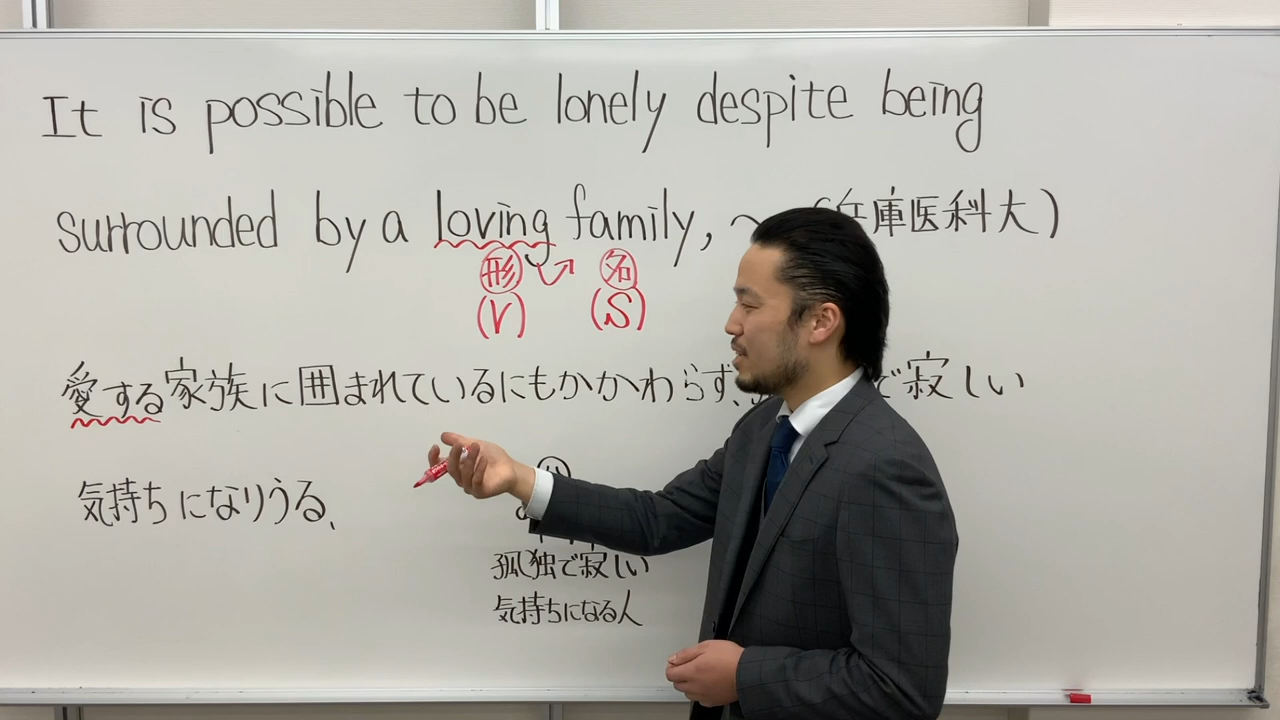 It is possible to be lonely despite being
surrounded by a loving family, ～ (兵庫医科大)
形 名
(V) (S)
愛する家族に囲まれているにもかかわらず、で寂しい
気持ちになりうる、
孤独で寂しい
気持ちになる人